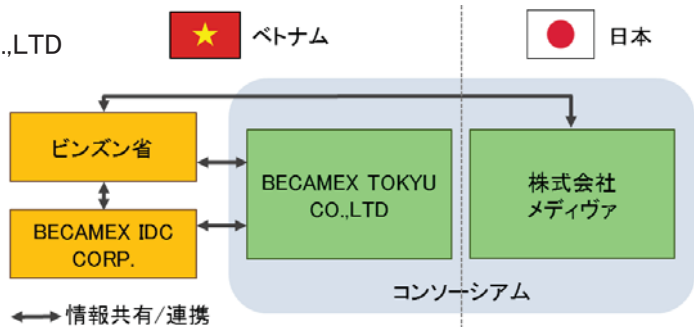 .,LTD
ベトナム
日本
ビンズン省
BECAMEX IDC
CORP.
BECAMEX TOKYU
CO.,LTD
株式会社
メディヴァ
コンソーシアム
情報共有/連携